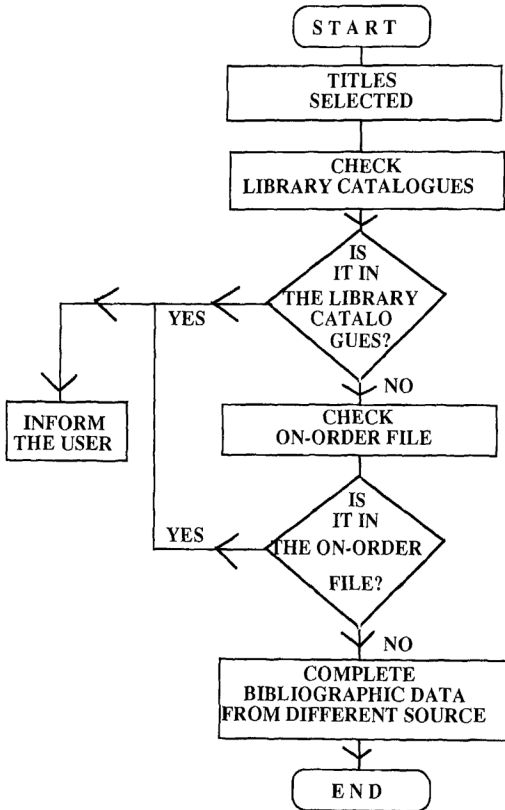 START
TITLES
SELECTED
CHECK
LIBRARY CATALOGUES
IS
IT IN
THE LIBRARY
CATALO
GUES?
YES
NO
INFORM
THE USER
CHECK
ON-ORDER FILE
IS
IT IN
THE ON-ORDER
FILE?
YES
NO
COMPLETE
BIBLIOGRAPHIC DATA
FROM DIFFERENT SOURCE
END